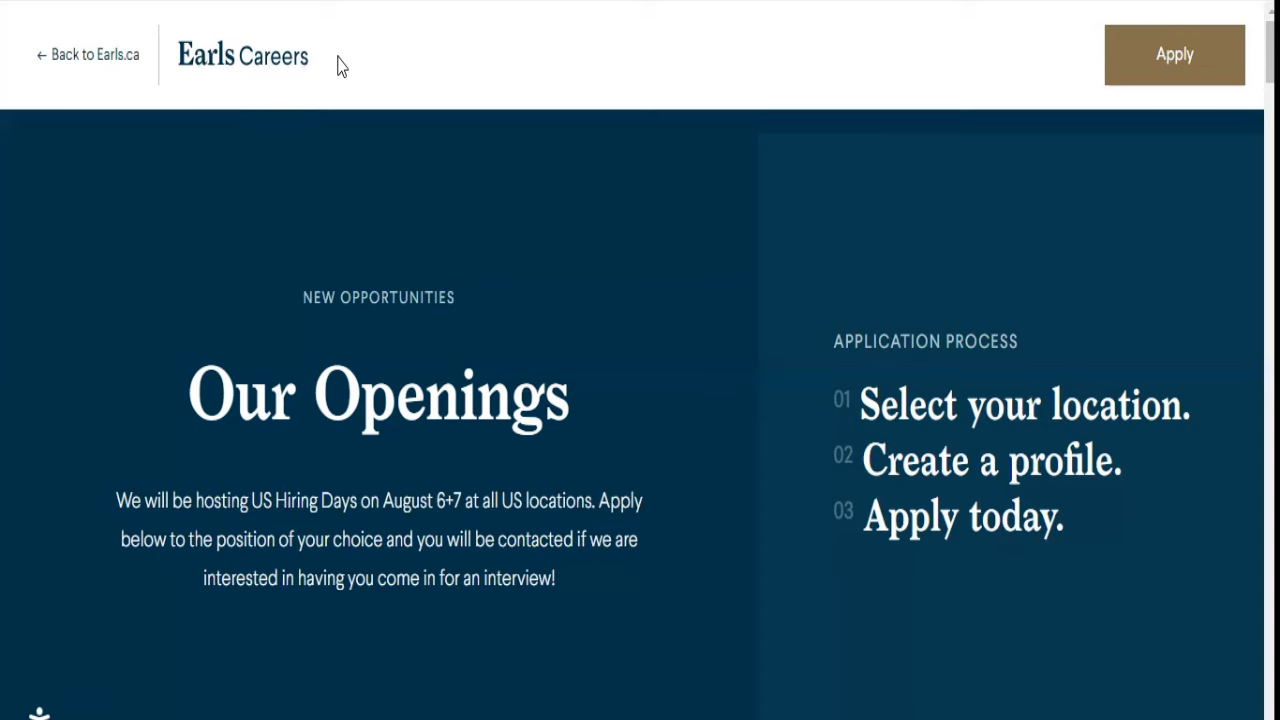 ← Back to Earls.ca
Earls Careers
Apply
NEW OPPORTUNITIES
Our Openings
We will be hosting US Hiring Days on August 6+7 at all US locations. Apply
below to the position of your choice and you will be contacted if we are
interested in having you come in for an interview!
APPLICATION PROCESS
01 Select your location.
02 Create a profile.
03 Apply today.